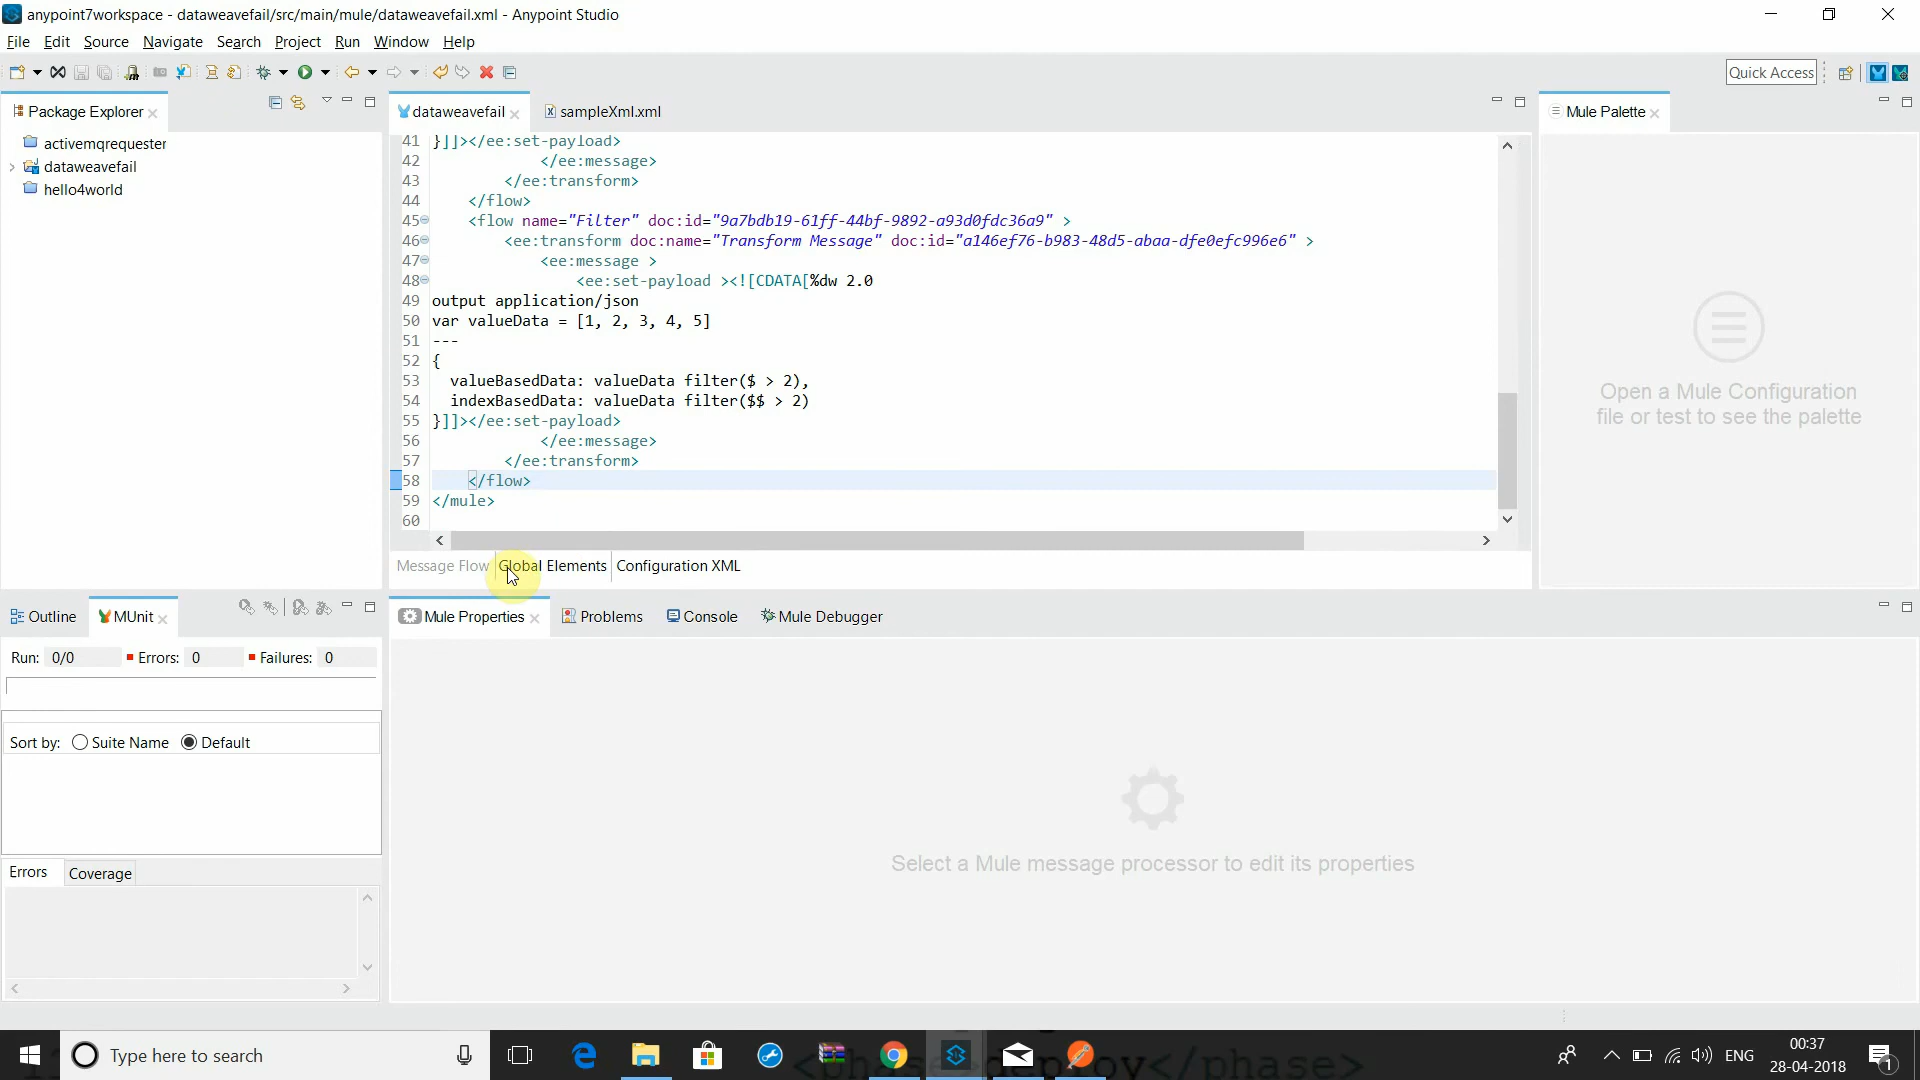 anypoint7workspace - dataweavefail/src/main/mule/dataweavefail.xml - Anypoint Studio
File Edit Source Navigate Search Project Run Window Help
Quick Access
Package Explorer
activemqrequester
dataweavefail
hello4world
dataweavefail sampleXml.xml
41 }]]></ee:set-payload>
42 </ee:message>
43 </ee:transform>
44 </flow>
45 <flow name="Filter" doc:id="9a7bdb19-61ff-44bf-9892-a93d0fdc36a9" >
46 <ee:transform doc:name="Transform Message" doc:id="a146ef76-b983-48d5-abaa-dfe0efc996e6" >
47 <ee:message >
48 <ee:set-payload ><![CDATA[%dw 2.0
49 output application/json
50 var valueData = [1, 2, 3, 4, 5]
51 ---
52 {
53 valueBasedData: valueData filter($ > 2),
54 indexBasedData: valueData filter($$ > 2)
55 }]]></ee:set-payload>
56 </ee:message>
57 </ee:transform>
58 </flow>
59 </mule>
60
Message Flow Global Elements Configuration XML
Mule Palette
Open a Mule Configuration
file or test to see the palette
Outline MUnit
Run: 0/0 Errors: 0 Failures: 0
Sort by: Suite Name Default
Errors Coverage
Mule Properties Problems Console Mule Debugger
Select a Mule message processor to edit its properties
Type here to search
<phase>deploy</phase>
ENG
00:37
28-04-2018
1